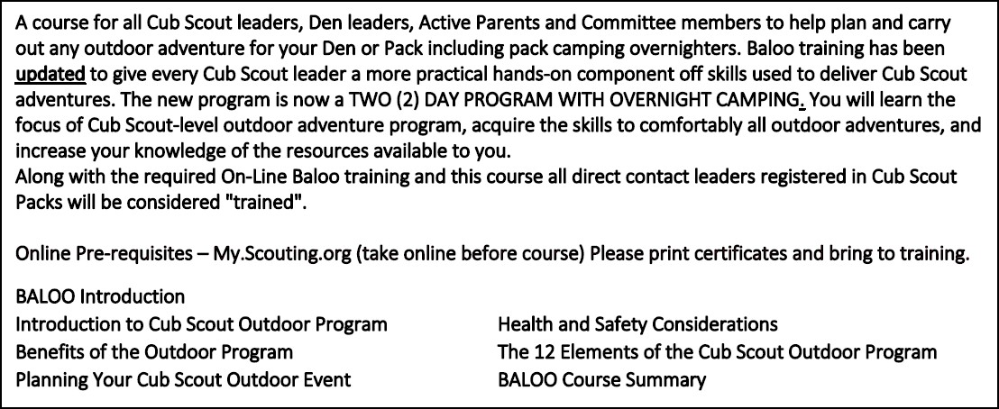 A course for all Cub Scout leaders, Den leaders, Active Parents and Committee members to help plan and carry
out any outdoor adventure for your Den or Pack including pack camping overnighters. Baloo training has been
updated to give every Cub Scout leader a more practical hands-on component off skills used to deliver Cub Scout
adventures. The new program is now a TWO (2) DAY PROGRAM WITH OVERNIGHT CAMPING. You will learn the
focus of Cub Scout-level outdoor adventure program, acquire the skills to comfortably all outdoor adventures, and
increase your knowledge of the resources available to you.
Along with the required On-Line Baloo training and this course all direct contact leaders registered in Cub Scout
Packs will be considered "trained".
Online Pre-requisites – My.Scouting.org (take online before course) Please print certificates and bring to training.
BALOO Introduction
Introduction to Cub Scout Outdoor Program
Benefits of the Outdoor Program
Planning Your Cub Scout Outdoor Event
Health and Safety Considerations
The 12 Elements of the Cub Scout Outdoor Program
BALOO Course Summary